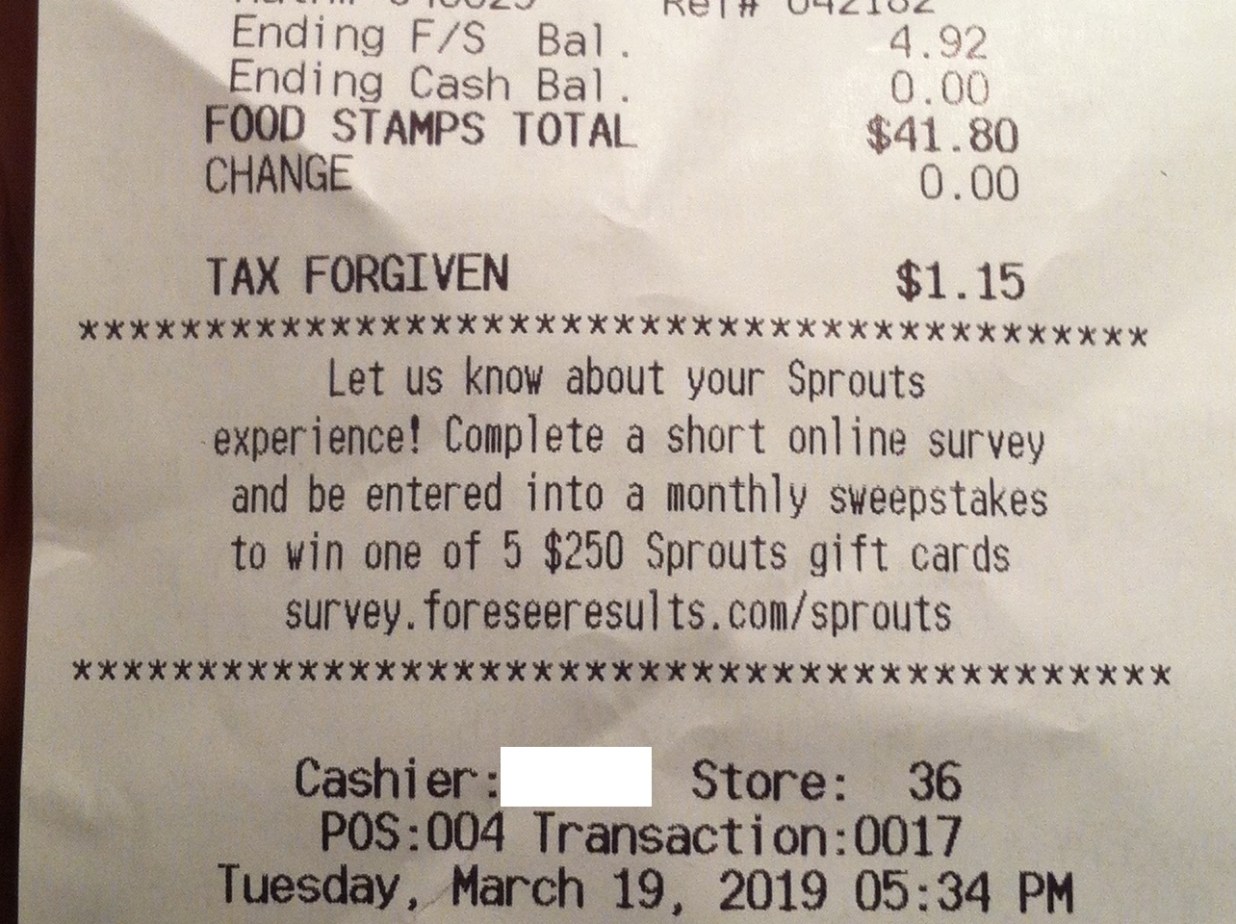 Ref# 042182
Ending F/S Bal. 4.92
Ending Cash Bal. 0.00
FOOD STAMPS TOTAL $41.80
CHANGE 0.00
TAX FORGIVEN $1.15
******************************************
Let us know about your Sprouts
experience! Complete a short online survey
and be entered into a monthly sweepstakes
to win one of 5 $250 Sprouts gift cards
survey.foreseeresults.com/sprouts
******************************************
Cashier: Store: 36
POS:004 Transaction:0017
Tuesday, March 19, 2019 05:34 PM